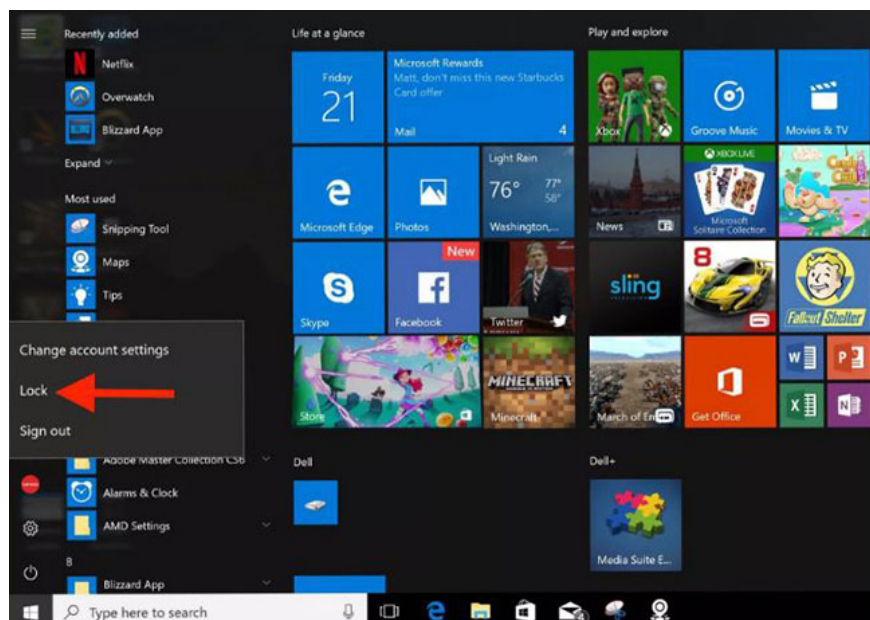 Recently added
Netflix
Overwatch
Blizzard App
Expand
Most used
Snipping Tool
Maps
Tips
Change account settings
Lock
Sign out
Adobe Master Collection CS6
Alarms & Clock
AMD Settings
B
Blizzard App
Life at a glance
Friday
21
Microsoft Rewards
Matt, don't miss this new Starbucks
Card offer
Mail 4
Microsoft Edge
Photos
Light Rain
76° 77°
58°
Washington,...
Skype
New
Facebook
Twitter
Store
MINECRAFT
Minecraft
Dell
Play and explore
Xbox
Groove Music
Movies & TV
News
XBOX LIVE
Microsoft
Solitaire Collection
Candy
sling
8
Fallout Shelter
March of Em
Get Office
Dell+
Media Suite E...
Type here to search